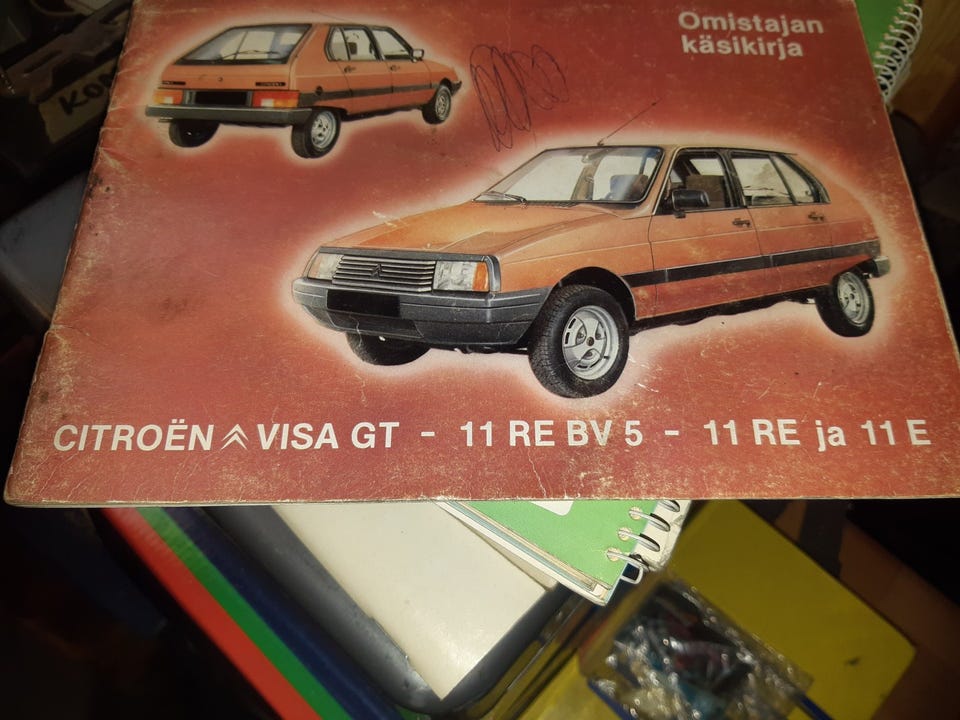 Omistajan
käsikirja
CITROËN VISA GT - 11 RE BV 5 - 11 RE ja 11 E